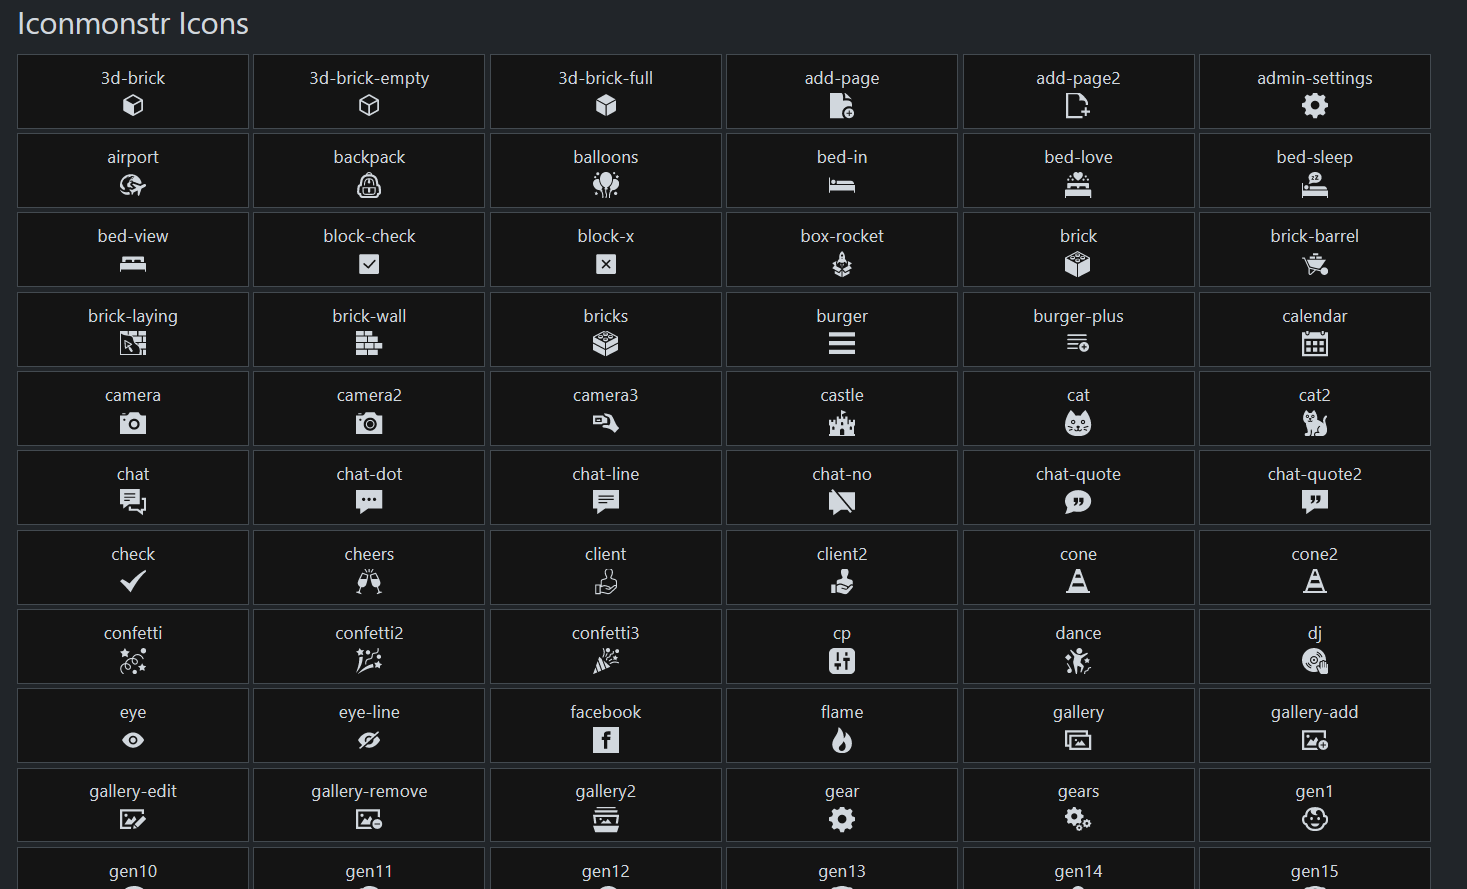 Iconmonstr Icons
3d-brick 3d-brick-empty 3d-brick-full add-page add-page2 admin-settings
airport backpack balloons bed-in bed-love bed-sleep
bed-view block-check block-x box-rocket brick brick-barrel
brick-laying brick-wall bricks burger burger-plus calendar
camera camera2 camera3 castle cat cat2
chat chat-dot chat-line chat-no chat-quote chat-quote2
check cheers client client2 cone cone2
confetti confetti2 confetti3 cp dance dj
eye eye-line facebook flame gallery gallery-add
gallery-edit gallery-remove gallery2 gear gears gen1
gen10 gen11 gen12 gen13 gen14 gen15